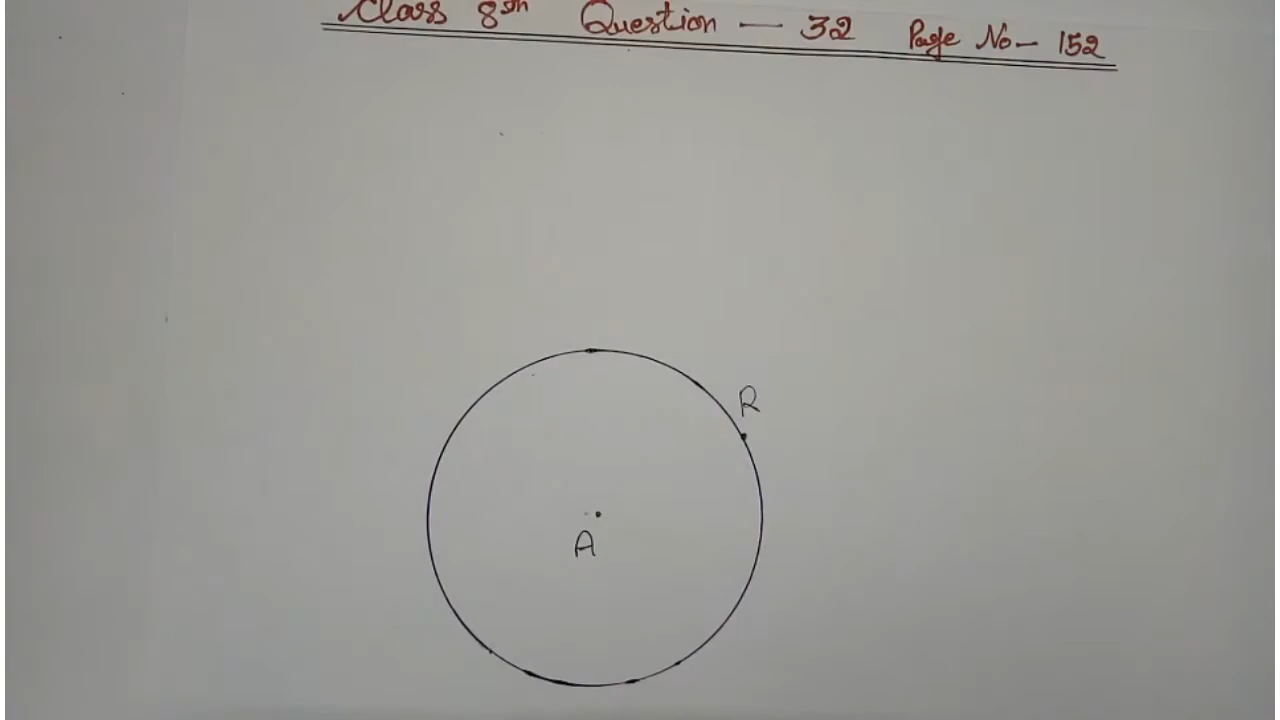 Class 8th Question — 32 Page No - 152
R
A